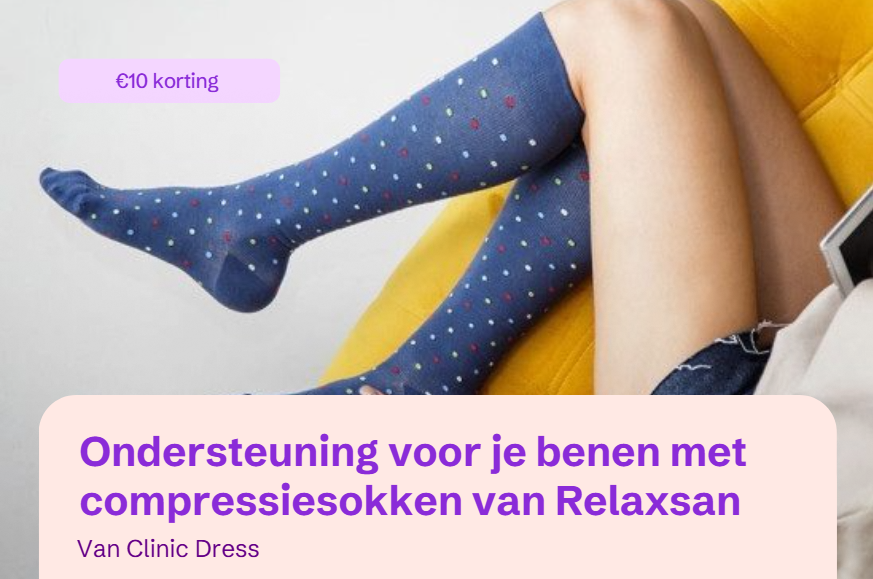 €10 korting
Ondersteuning voor je benen met
compressiesokken van Relaxsan
Van Clinic Dress